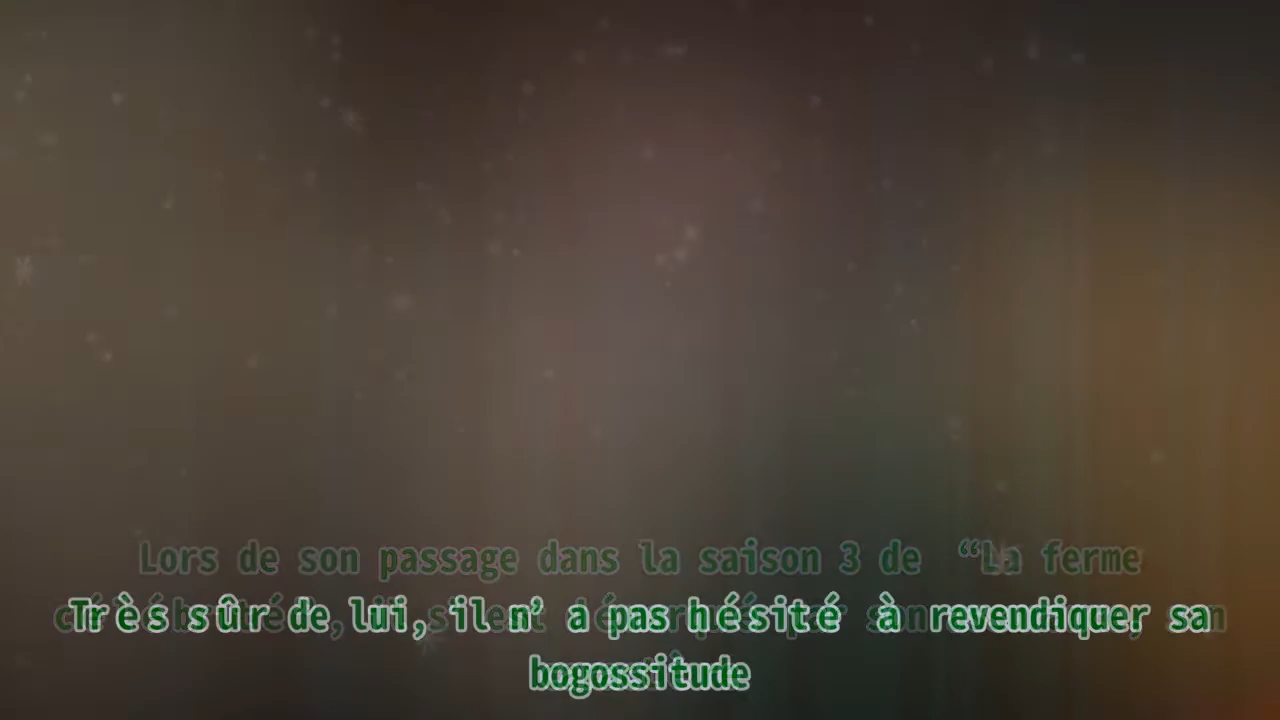 Lors de son passage dans la saison 3 de “La ferme
Très sûr de lui, il n’a pas hésité à revendiquer sa
bogossitude